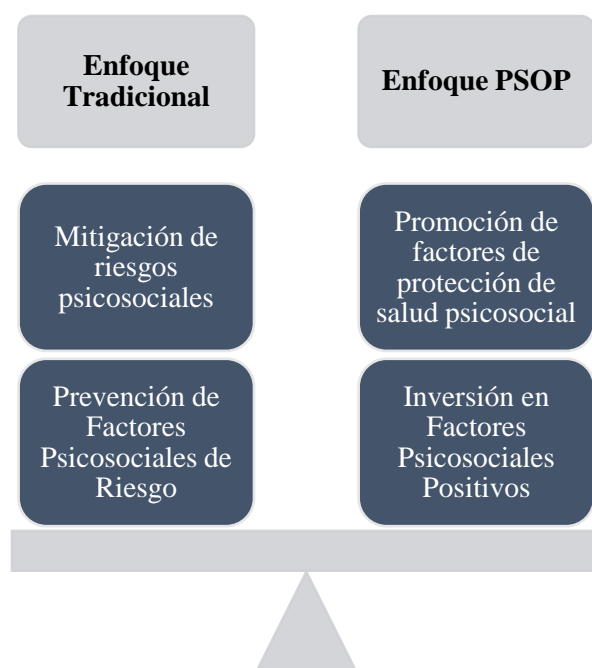 Enfoque
Tradicional
Enfoque PSOP
Mitigación de
riesgos
psicosociales
Promoción de
factores de
protección de
salud psicosocial
Prevención de
Factores
Psicosociales de
Riesgo
Inversión en
Factores
Psicosociales
Positivos